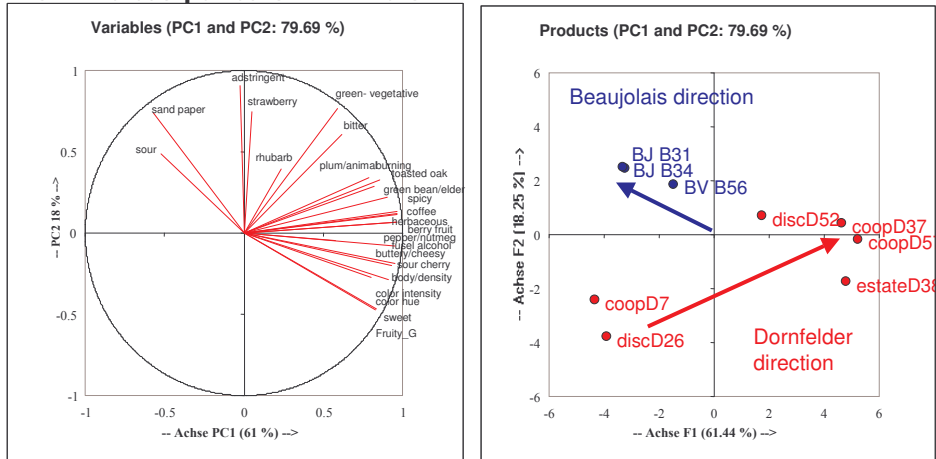 Variables (PC1 and PC2: 79.69 %)
adstringent
green- vegetative
sand paper
strawberry
bitter
sour
rhubarb
plum/animal
burning
toasted oak
green bean/elder
spicy
coffee
herbaceous
berry fruit
pepper/nutmeg
fusel alcohol
buttery/cheesy
sour cherry
body/density
color intensity
color hue
sweet
Fruity_G
1
0.5
0
-0.5
-1
-1
-0.5
0
0.5
1
-- PC2 18 % -->
-- Achse PC1 (61 %) -->
Products (PC1 and PC2: 79.69 %)
Beaujolais direction
BJ B31
BJ B34
BV B56
discD52
coopD37
coopD5
estateD38
coopD7
discD26
Dornfelder
direction
6
4
2
0
-2
-4
-6
-6
-4
-2
0
2
4
6
-- Achse F2 (18.25 %) -->
-- Achse F1 (61.44 %) -->